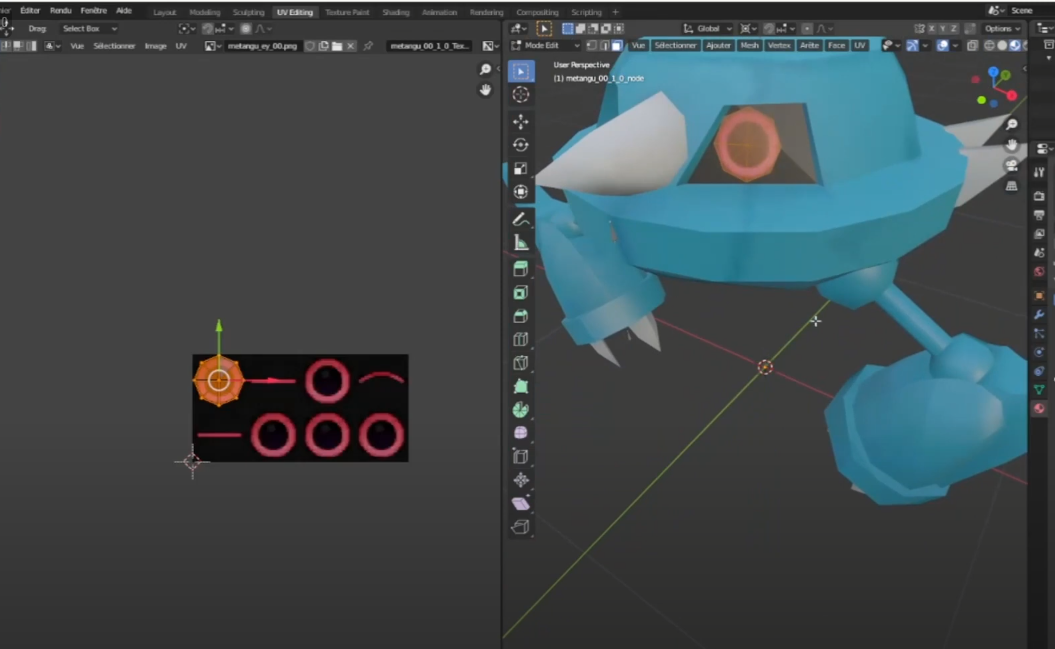 Éditer Rendu Fenêtre Aide Layout Modeling Sculpting UV Editing Texture Paint Shading Animation Rendering Compositing Scripting + Scene
Drag: Select Box Global X Y Z Options
Vue Sélectionner Image UV metangu_ey_00.png metangu_00_1_0_Tex... Mode Edit Vue Sélectionner Ajouter Mesh Vertex Arête Face UV
User Perspective
(1) metangu_00_1_0_node